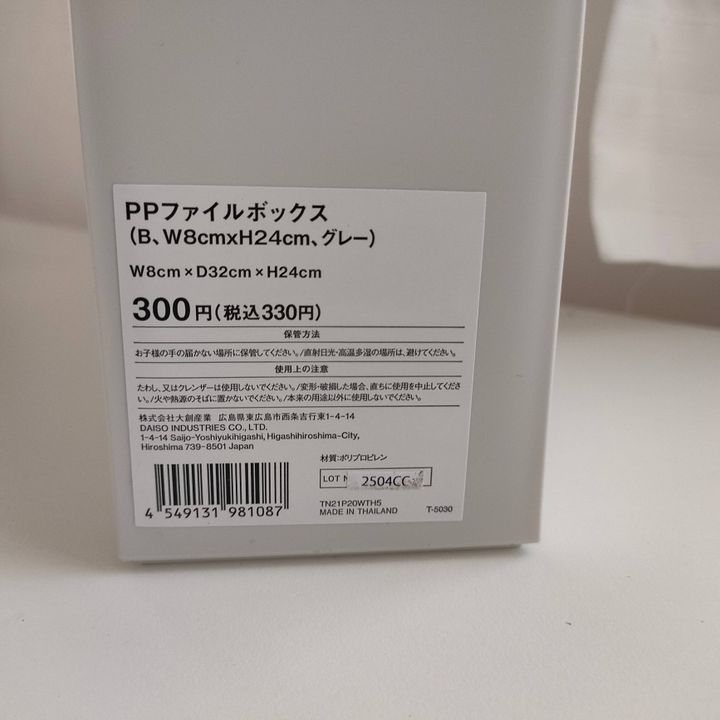 PPファイルボックス
(B、W8cmxH24cm、グレー)
W8cm×D32cm×H24cm
300円(税込330円)
保管方法
お子様の手の届かない場所に保管してください。/直射日光・高温多湿の場所は、避けてください。
使用上の注意
たわし、又はクレンザーは使用しないでください。/変形・破損した場合、直ちに使用を中止してくださ
い。/火や熱源のそばに置かないでください。/本来の用途以外に使用しないでください。
株式会社大創産業 広島県東広島市西条吉行東1-4-14
DAISO INDUSTRIES CO., LTD.
1-4-14 Saijo-Yoshiyukihigashi, Higashihiroshima-City,
Hiroshima 739-8501 Japan
材質:ポリプロピレン
LOT 2504CC
4 549131 981087
TN21P20WTH5
MADE IN THAILAND T-5030